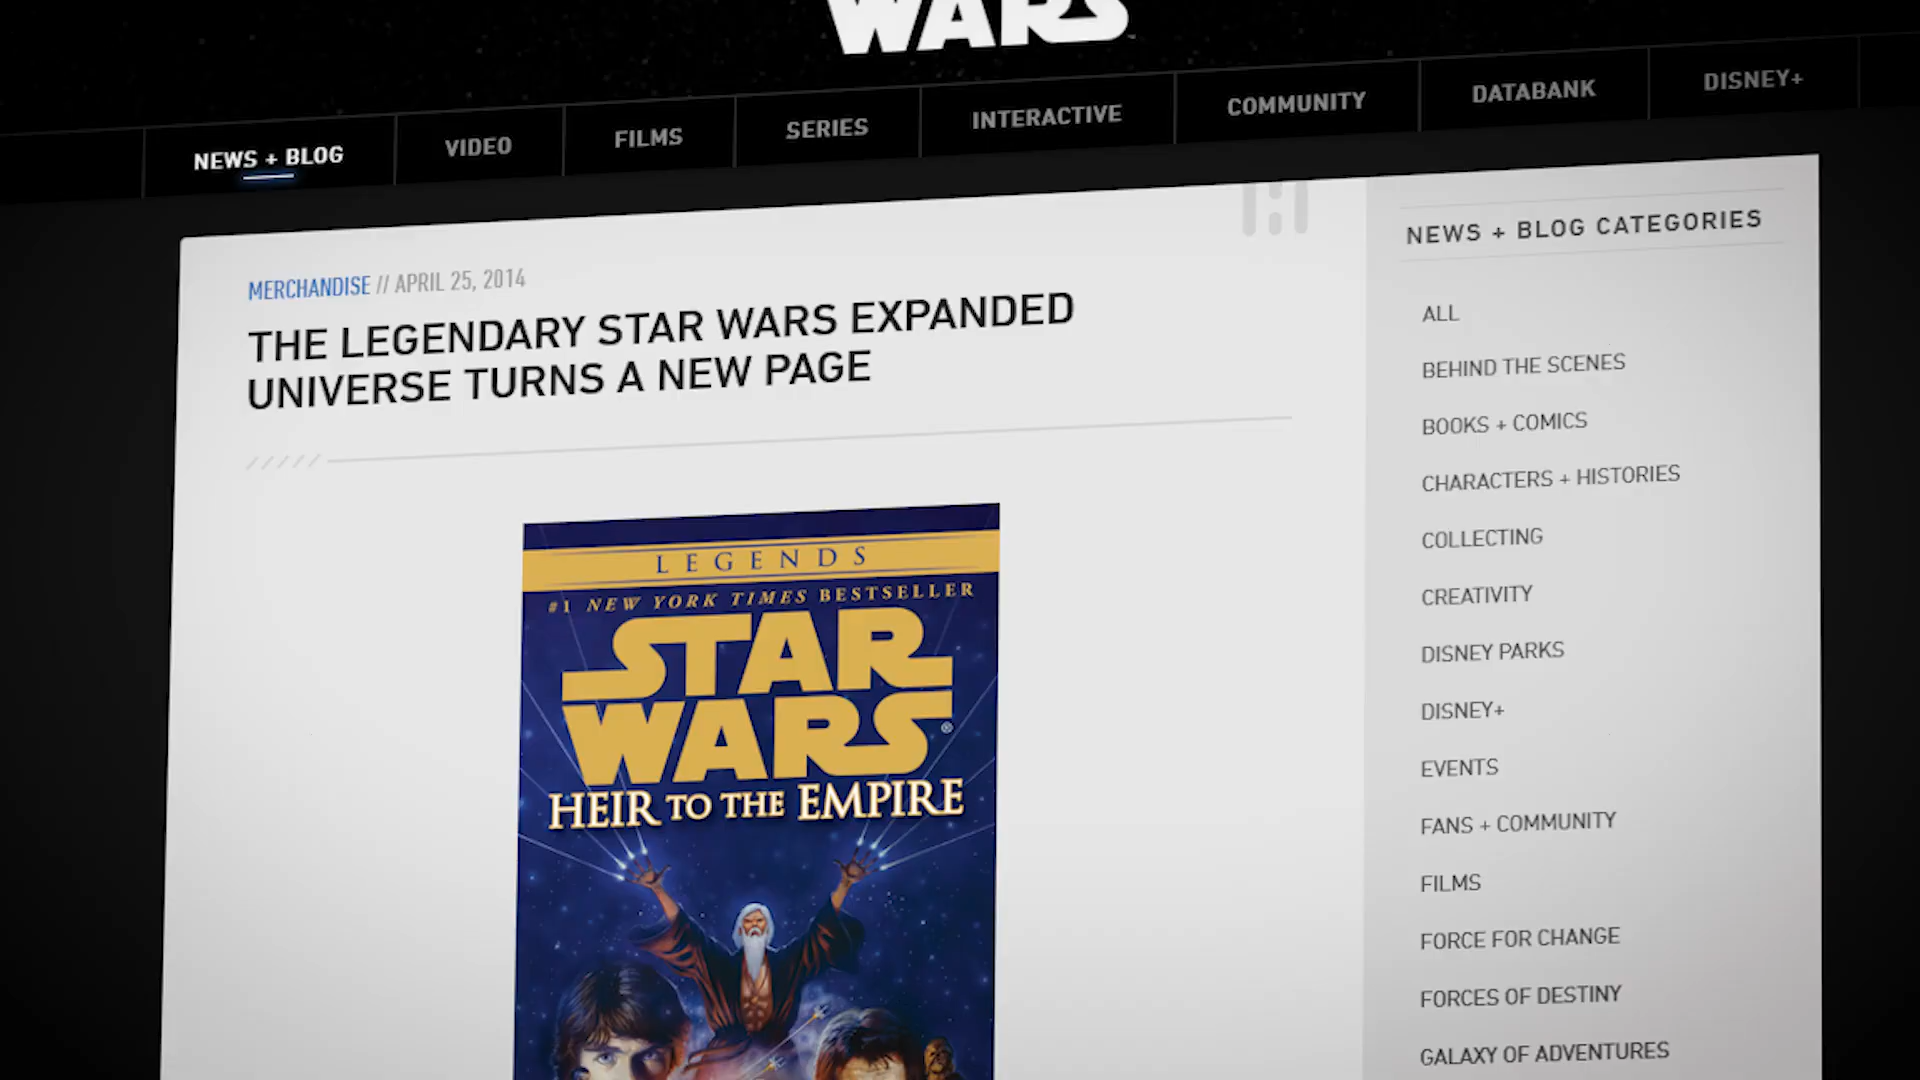 WARS
NEWS + BLOG
VIDEO
FILMS
SERIES
INTERACTIVE
COMMUNITY
DATABANK
DISNEY+
MERCHANDISE // APRIL 25, 2014
THE LEGENDARY STAR WARS EXPANDED
UNIVERSE TURNS A NEW PAGE
LEGENDS
#1 NEW YORK TIMES BESTSELLER
STAR
WARS®
HEIR TO THE EMPIRE
NEWS + BLOG CATEGORIES
ALL
BEHIND THE SCENES
BOOKS + COMICS
CHARACTERS + HISTORIES
COLLECTING
CREATIVITY
DISNEY PARKS
DISNEY+
EVENTS
FANS + COMMUNITY
FILMS
FORCE FOR CHANGE
FORCES OF DESTINY
GALAXY OF ADVENTURES